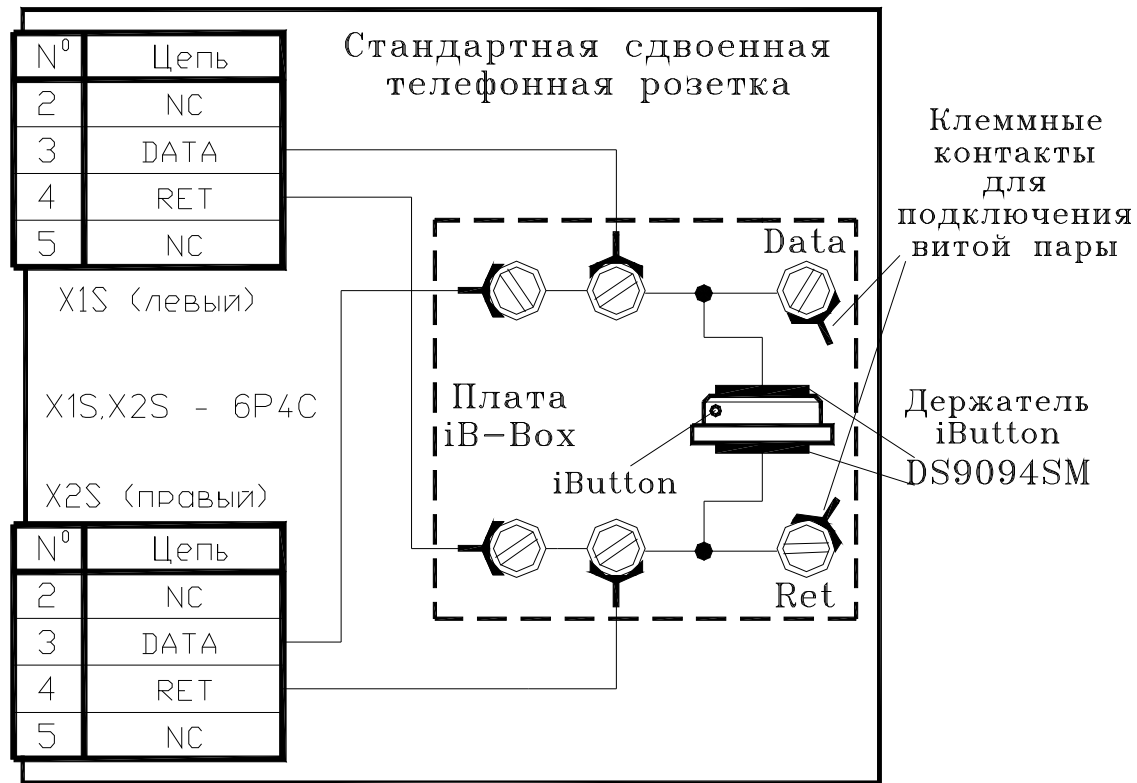 Стандартная сдвоенная
телефонная розетка
N⁰ Цепь
2 NC
3 DATA
4 RET
5 NC
X1S (левый)
Клеммные
контакты
для
подключения
витой пары
Data
X1S,X2S - 6P4C
Плата
iB-Box
iButton
Держатель
iButton
DS9094SM
X2S (правый)
N⁰ Цепь
2 NC
3 DATA
4 RET
5 NC
Ret